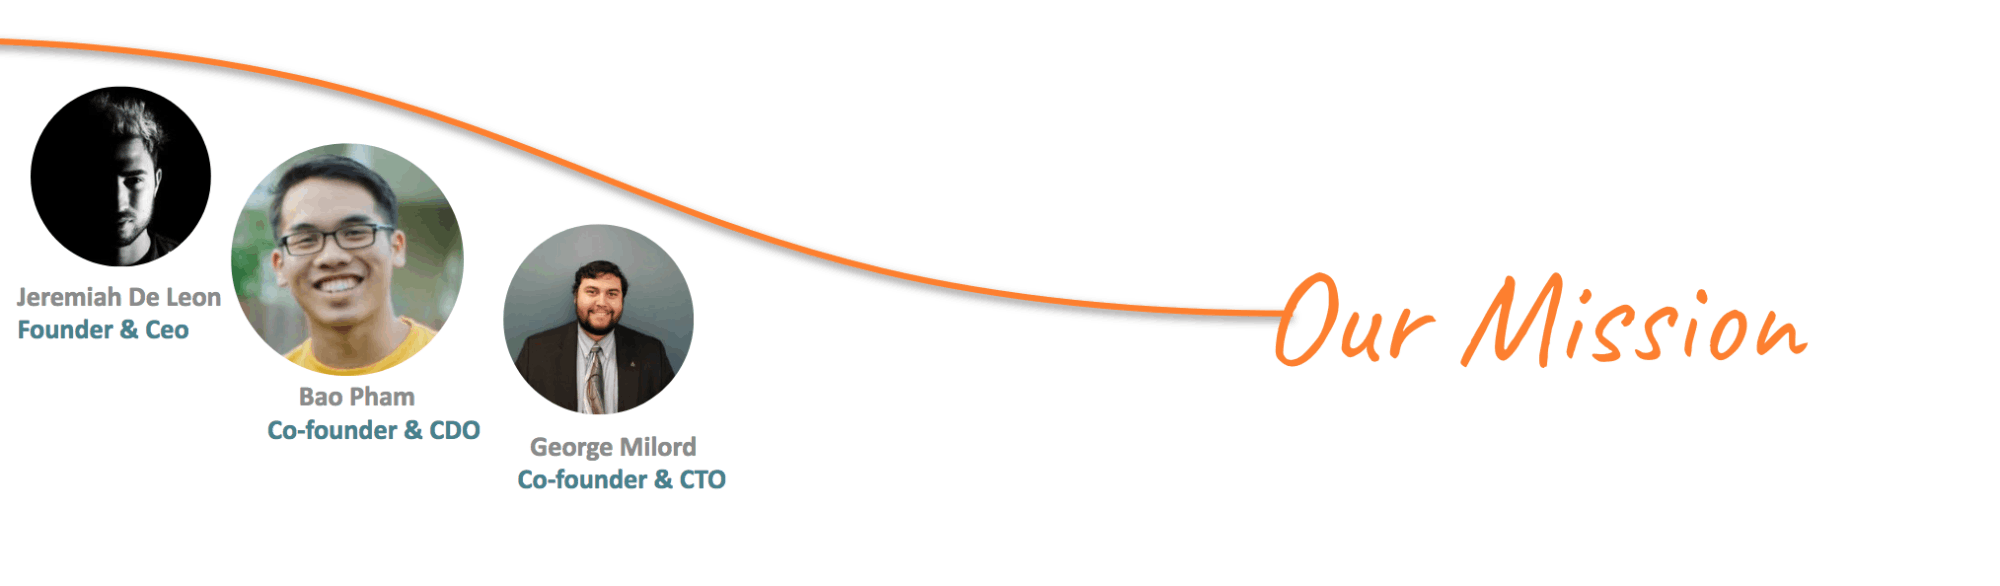 Jeremiah De Leon
Founder & Ceo
Bao Pham
Co-founder & CDO
George Milord
Co-founder & CTO
Our Mission